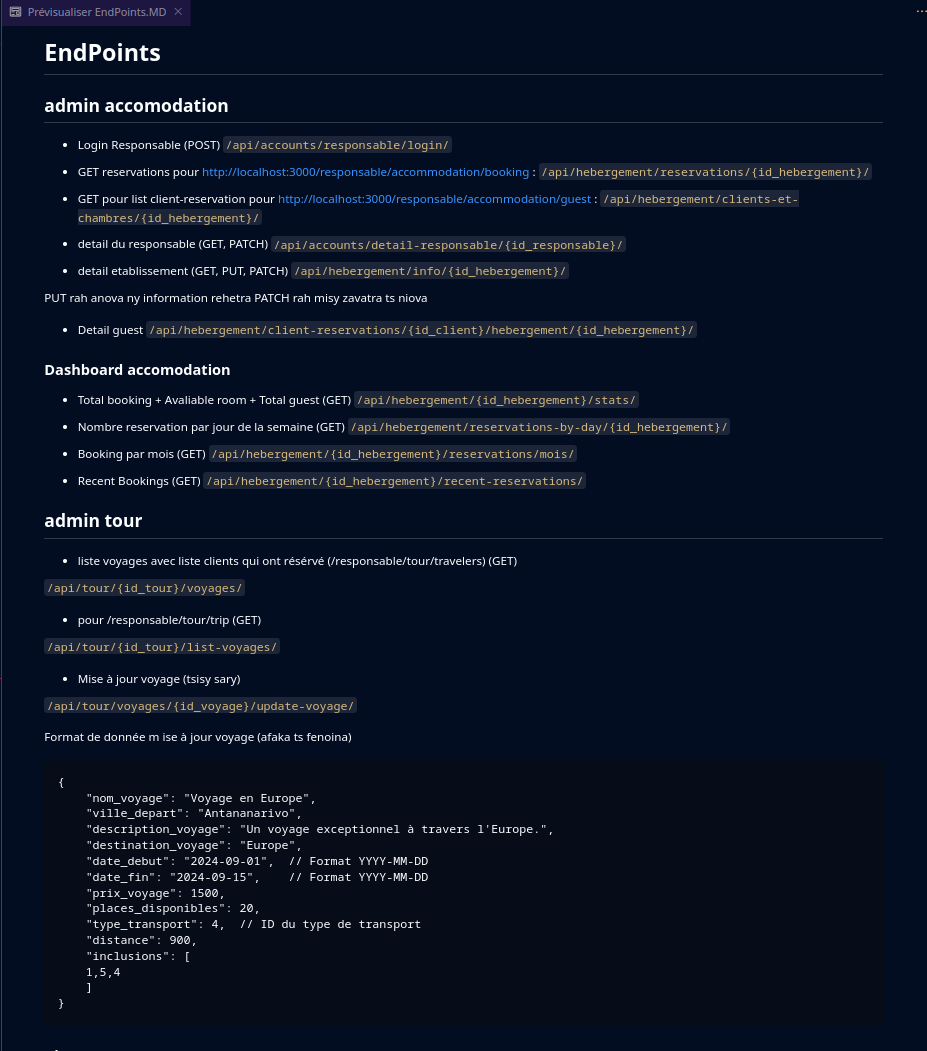 Prévisualiser EndPoints.MD
EndPoints
admin accomodation
Login Responsable (POST) /api/accounts/responsable/login/
GET reservations pour http://localhost:3000/responsable/accommodation/booking : /api/hebergement/reservations/{id_hebergement}/
GET pour list client-reservation pour http://localhost:3000/responsable/accommodation/guest : /api/hebergement/clients-et-
chambres/{id_hebergement}/
detail du responsable (GET, PATCH) /api/accounts/detail-responsable/{id_responsable}/
detail etablissement (GET, PUT, PATCH) /api/hebergement/info/{id_hebergement}/
PUT rah anova ny information rehetra PATCH rah misy zavatra ts niova
Detail guest /api/hebergement/client-reservations/{id_client}/hebergement/{id_hebergement}/
Dashboard accomodation
Total booking + Avaliable room + Total guest (GET) /api/hebergement/{id_hebergement}/stats/
Nombre reservation par jour de la semaine (GET) /api/hebergement/reservations-by-day/{id_hebergement}/
Booking par mois (GET) /api/hebergement/{id_hebergement}/reservations/mois/
Recent Bookings (GET) /api/hebergement/{id_hebergement}/recent-reservations/
admin tour
liste voyages avec liste clients qui ont résérvé (/responsable/tour/travelers) (GET)
/api/tour/{id_tour}/voyages/
pour /responsable/tour/trip (GET)
/api/tour/{id_tour}/list-voyages/
Mise à jour voyage (tsisy sary)
/api/tour/voyages/{id_voyage}/update-voyage/
Format de donnée m ise à jour voyage (afaka ts fenoina)
{
"nom_voyage": "Voyage en Europe",
"ville_depart": "Antananarivo",
"description_voyage": "Un voyage exceptionnel à travers l'Europe.",
"destination_voyage": "Europe",
"date_debut": "2024-09-01",  // Format YYYY-MM-DD
"date_fin": "2024-09-15",    // Format YYYY-MM-DD
"prix_voyage": 1500,
"places_disponibles": 20,
"type_transport": 4,  // ID du type de transport
"distance": 900,
"inclusions": [
1,5,4
]
}